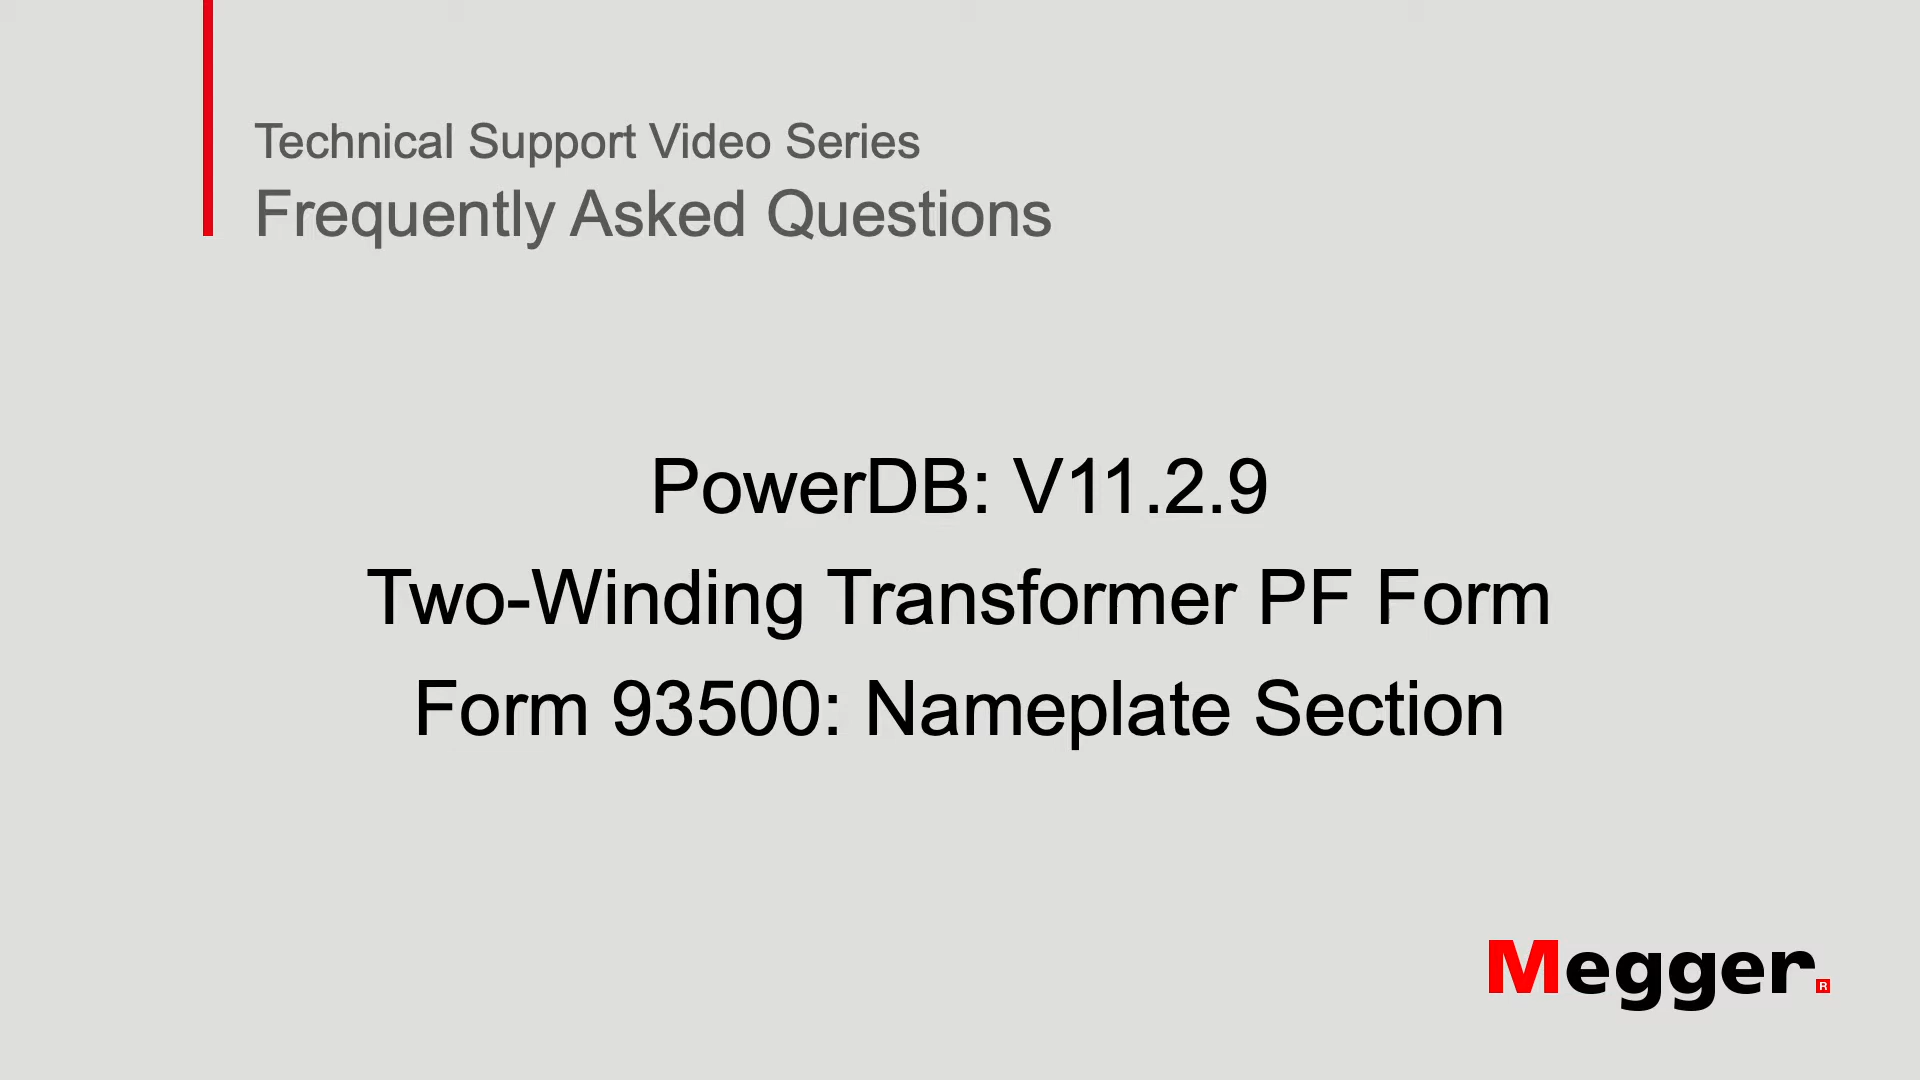 Technical Support Video Series
Frequently Asked Questions
PowerDB: V11.2.9
Two-Winding Transformer PF Form
Form 93500: Nameplate Section
Megger.®